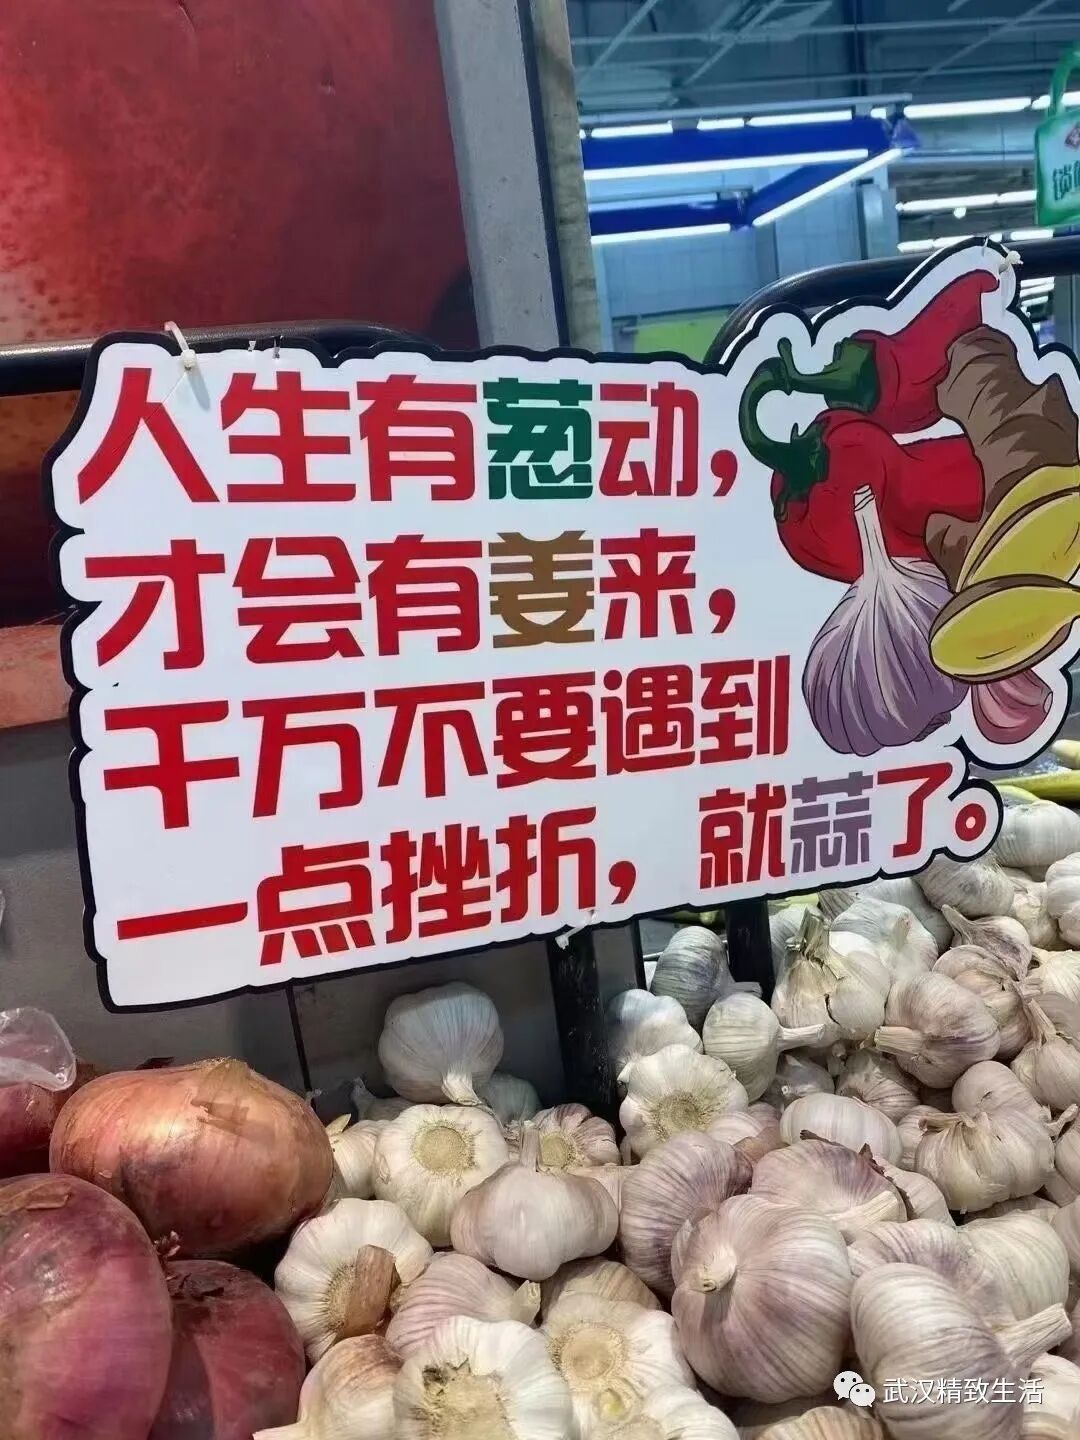 人生有葱动，
才会有姜来，
千万不要遇到
一点挫折，就蒜了。
武汉精致生活